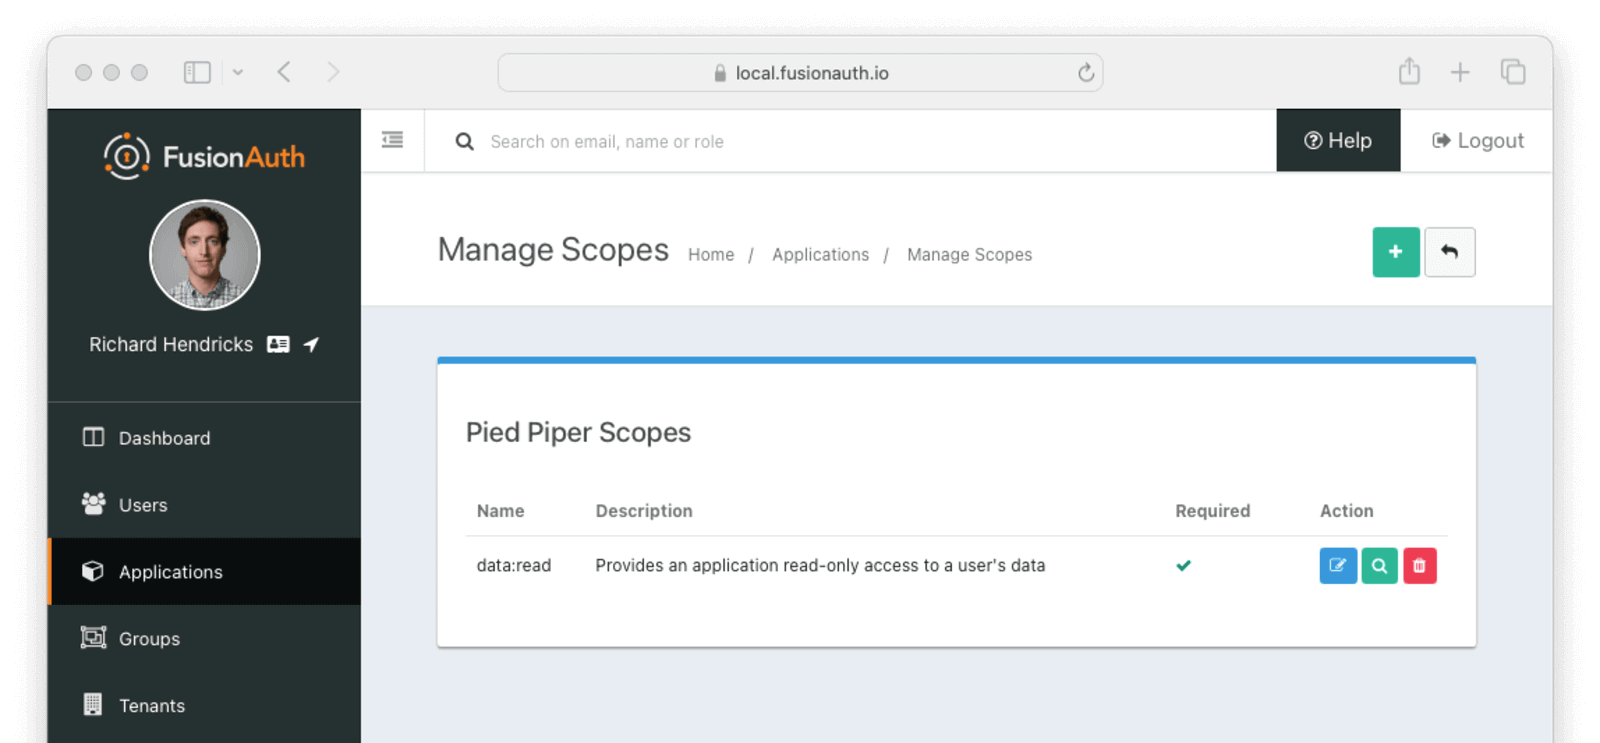 local.fusionauth.io
FusionAuth
Search on email, name or role
Help
Logout
Richard Hendricks
Manage Scopes Home / Applications / Manage Scopes
Dashboard
Users
Applications
Groups
Tenants
Pied Piper Scopes
Name Description Required Action
data:read Provides an application read-only access to a user's data